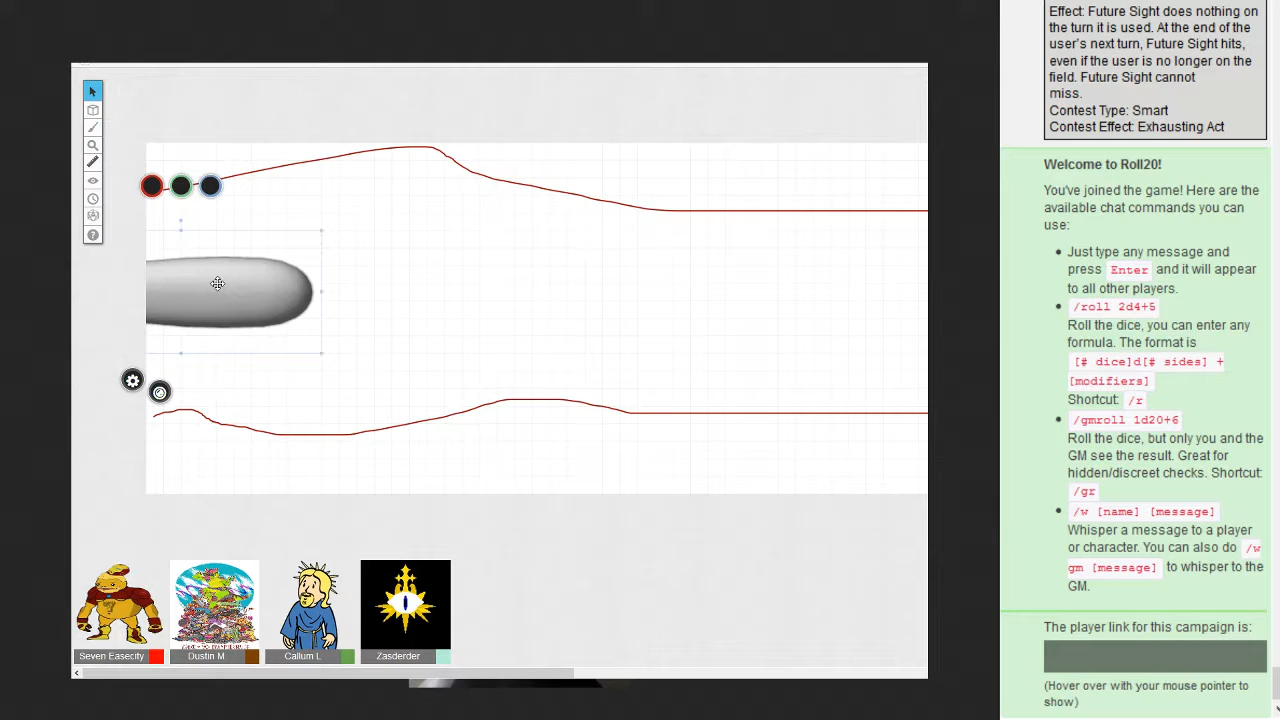 Effect: Future Sight does nothing on
the turn it is used. At the end of the
user's next turn, Future Sight hits,
even if the user is no longer on the
field. Future Sight cannot
miss.
Contest Type: Smart
Contest Effect: Exhausting Act
Welcome to Roll20!
You've joined the game! Here are the
available chat commands you can
use:
Just type any message and
press Enter and it will appear
to all other players.
/roll 2d4+5
Roll the dice, you can enter any
formula. The format is
[# dice]d[# sides] +
[modifiers]
Shortcut: /r
/gmroll 1d20+6
Roll the dice, but only you and the
GM see the result. Great for
hidden/discreet checks. Shortcut:
/gr
/w [name] [message]
Whisper a message to a player
or character. You can also do /w
gm [message] to whisper to the
GM.
The player link for this campaign is:
(Hover over with your mouse pointer to
show)
Seven Easecity
Dustin M
Callum L
Zasderder